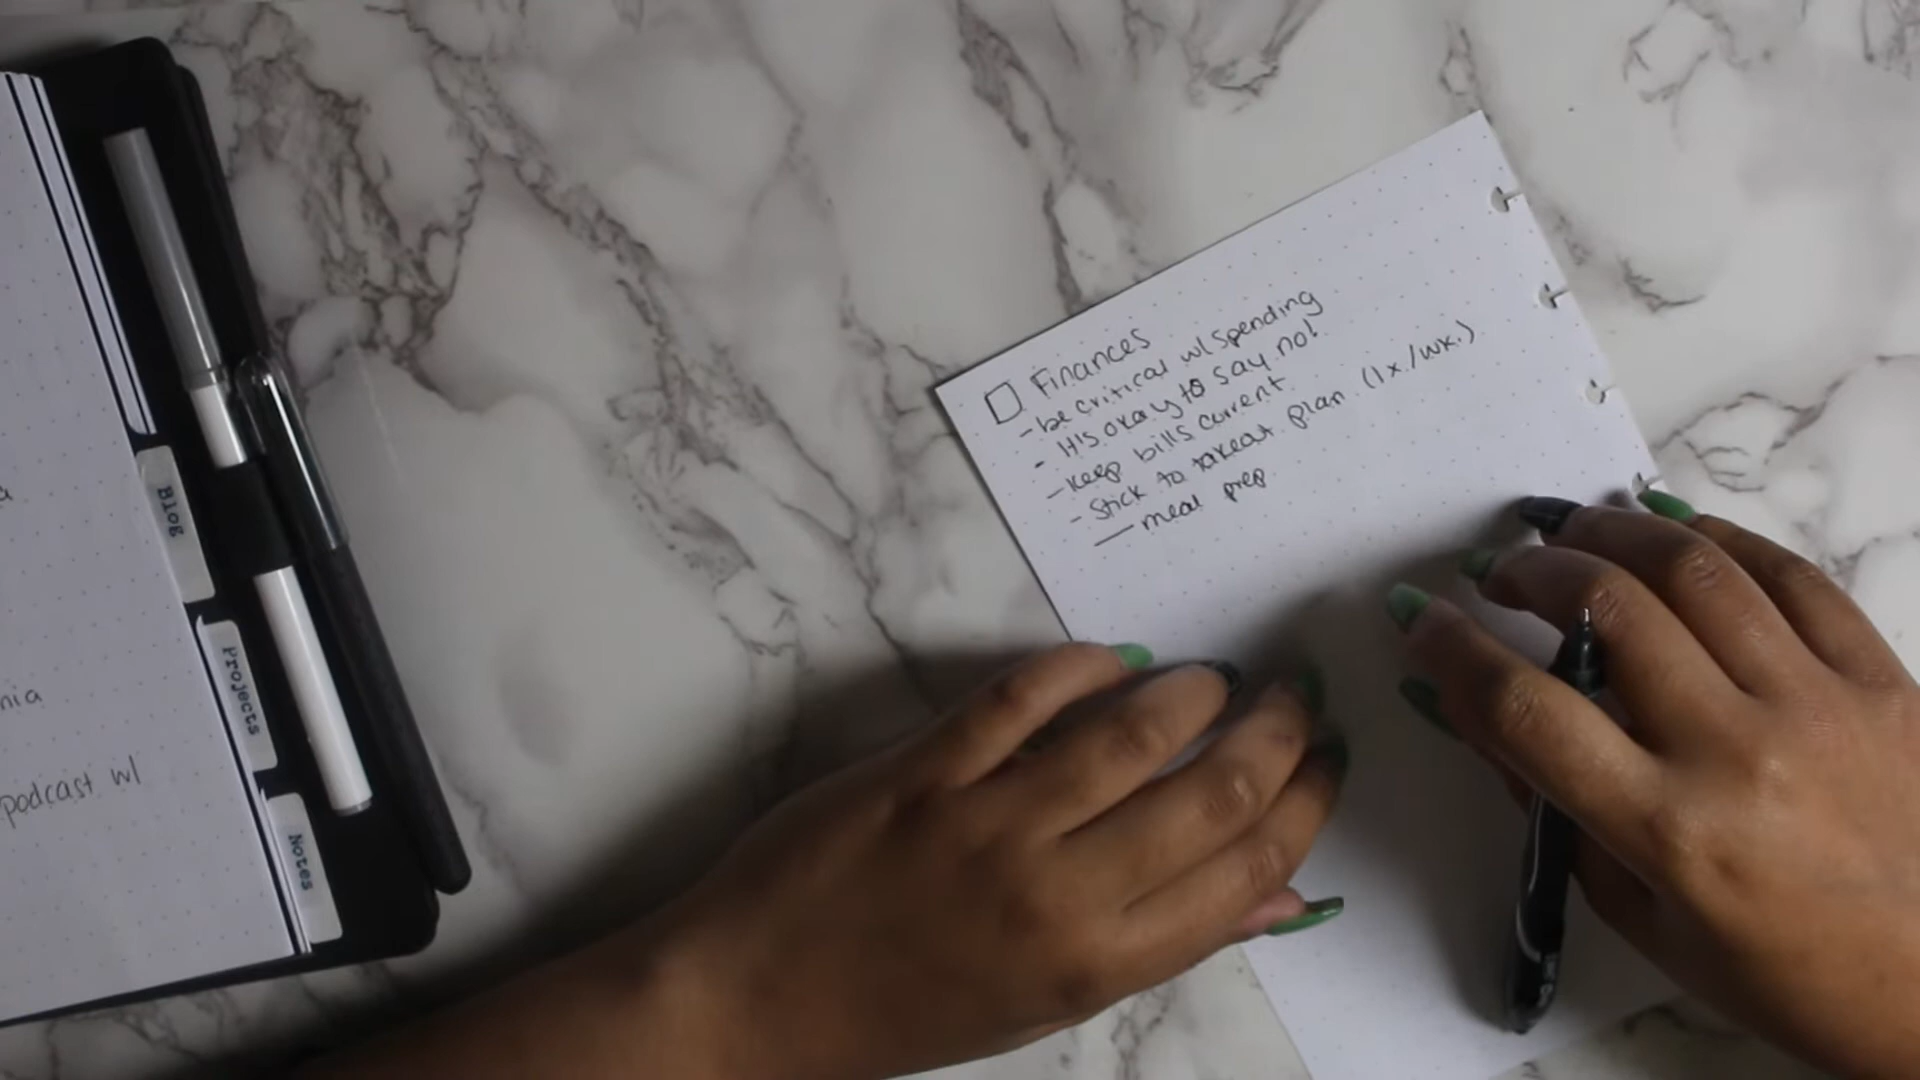 Blog
Projects
Notes
nia
podcast w/
Finances
- be critical w/ spending
- It's okay to say no!
- Keep bills current
- Stick to takeout plan (1x./wk.)
— meal prep